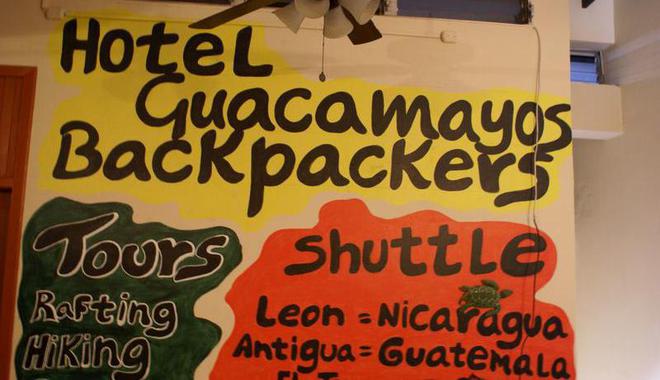 Hotel
Guacamayos
Backpackers
Tours
Rafting
Hiking
Shuttle
Leon = Nicaragua
Antigua = Guatemala